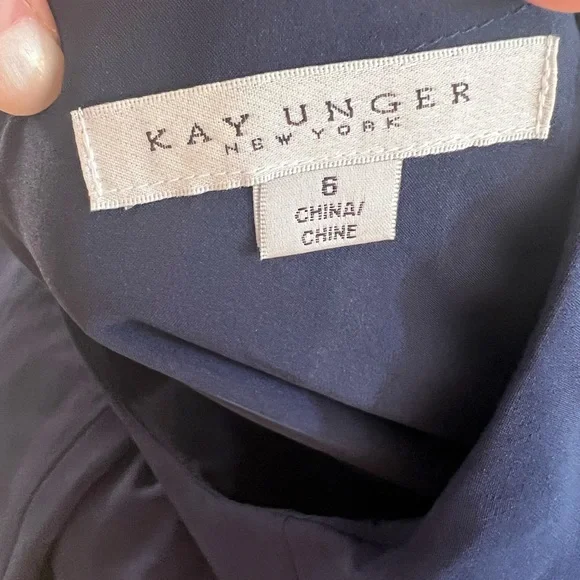 KAY UNGER
NEW YORK
6
CHINA/
CHINE